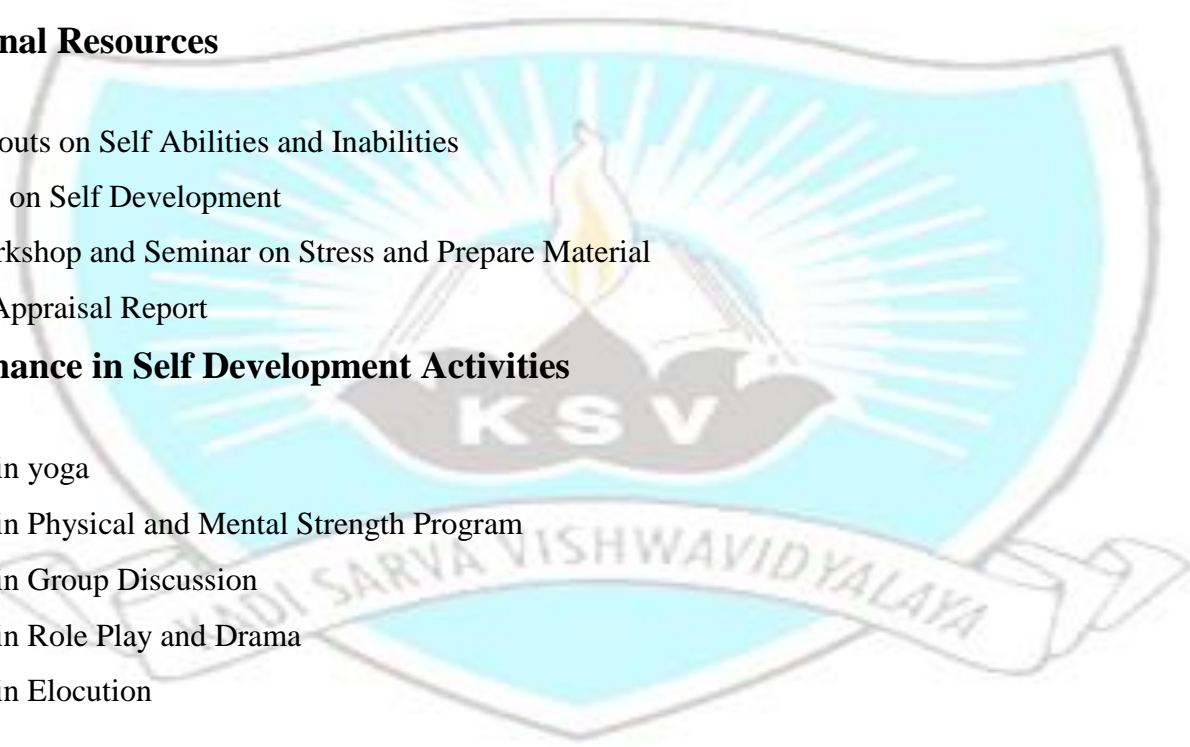 nal Resources
outs on Self Abilities and Inabilities
on Self Development
rkshop and Seminar on Stress and Prepare Material
Appraisal Report
nance in Self Development Activities
KSV
in yoga
in Physical and Mental Strength Program
KADI SARVA VISHWAVIDYALAYA
in Group Discussion
in Role Play and Drama
in Elocution